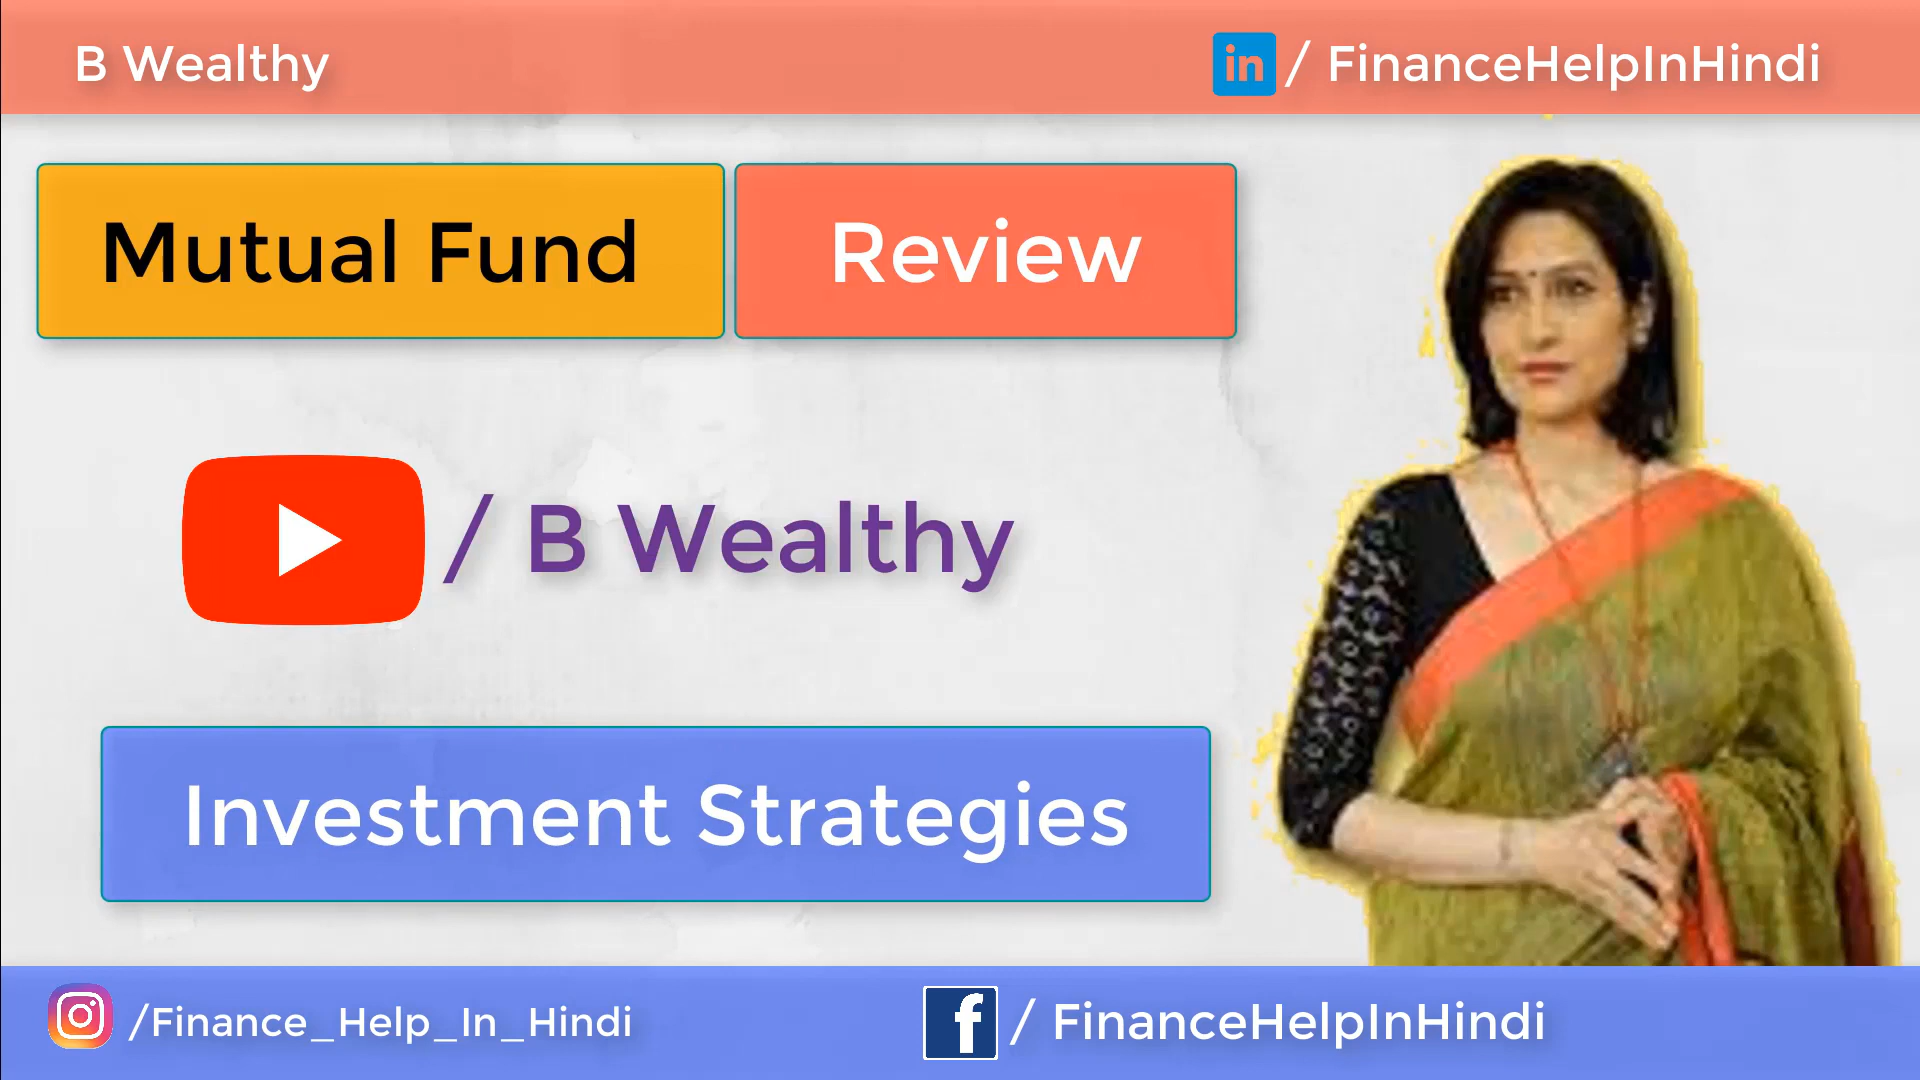 B Wealthy
in / FinanceHelpInHindi
Mutual Fund
Review
/ B Wealthy
Investment Strategies
/Finance_Help_In_Hindi
f / FinanceHelpInHindi